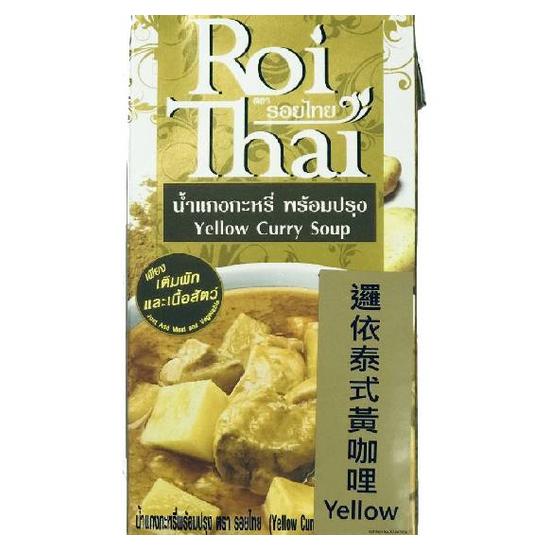 Roi
ตรา รอยไทย
Thai
น้ำแกงกะหรี่ พร้อมปรุง
Yellow Curry Soup
เพียง
เติมผัก
และเนื้อสัตว์
Just Add Meat and Vegetable
邏依泰式黃咖哩
Yellow
น้ำแกงกะหรี่พร้อมปรุง ตรา รอยไทย (Yellow Cur